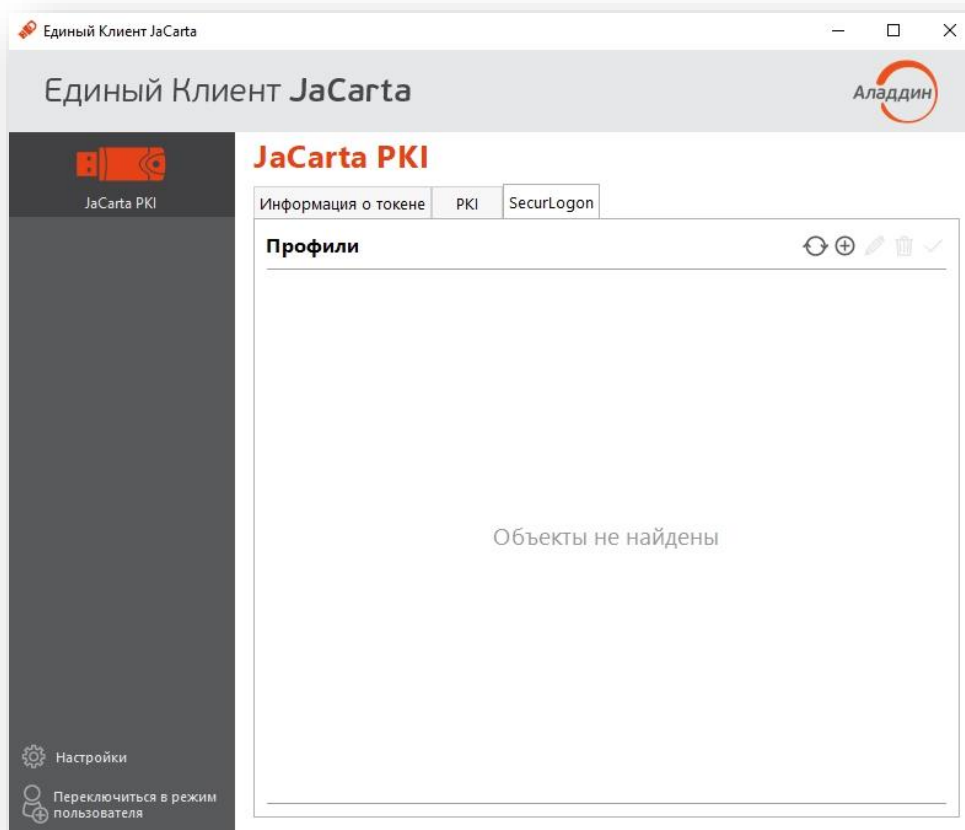 Единый Клиент JaCarta
Единый Клиент JaCarta
Аладдин
JaCarta PKI
JaCarta PKI
Информация о токене
PKI
SecurLogon
Профили
Объекты не найдены
Настройки
Переключиться в режим
пользователя